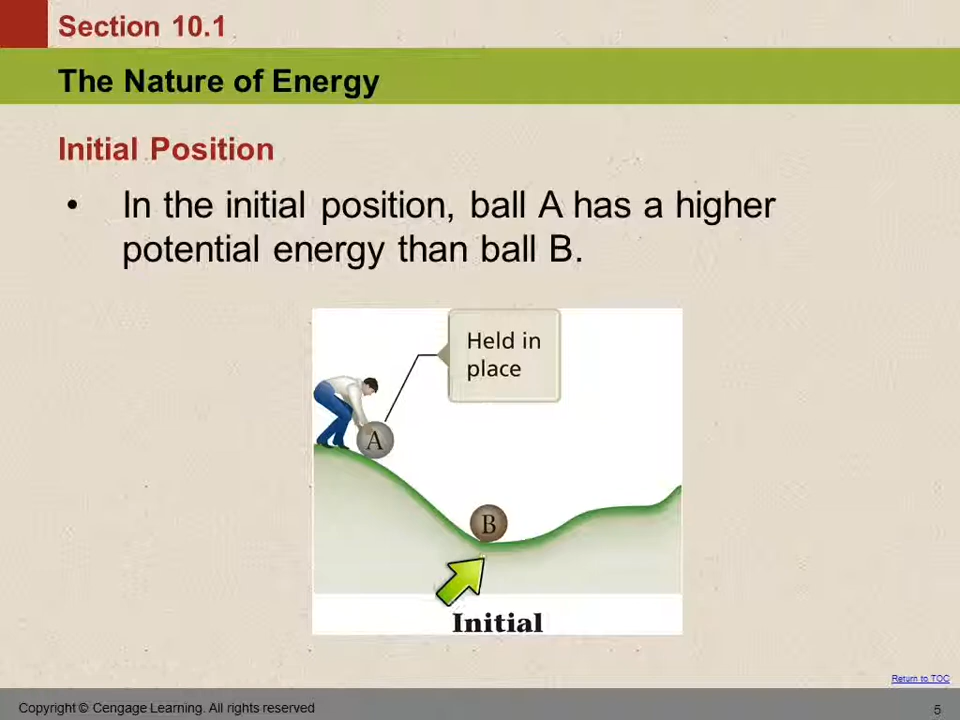 Section 10.1
The Nature of Energy
Initial Position
• In the initial position, ball A has a higher
potential energy than ball B.
Held in
place
A
B
Initial
Return to TOC
Copyright © Cengage Learning. All rights reserved
5